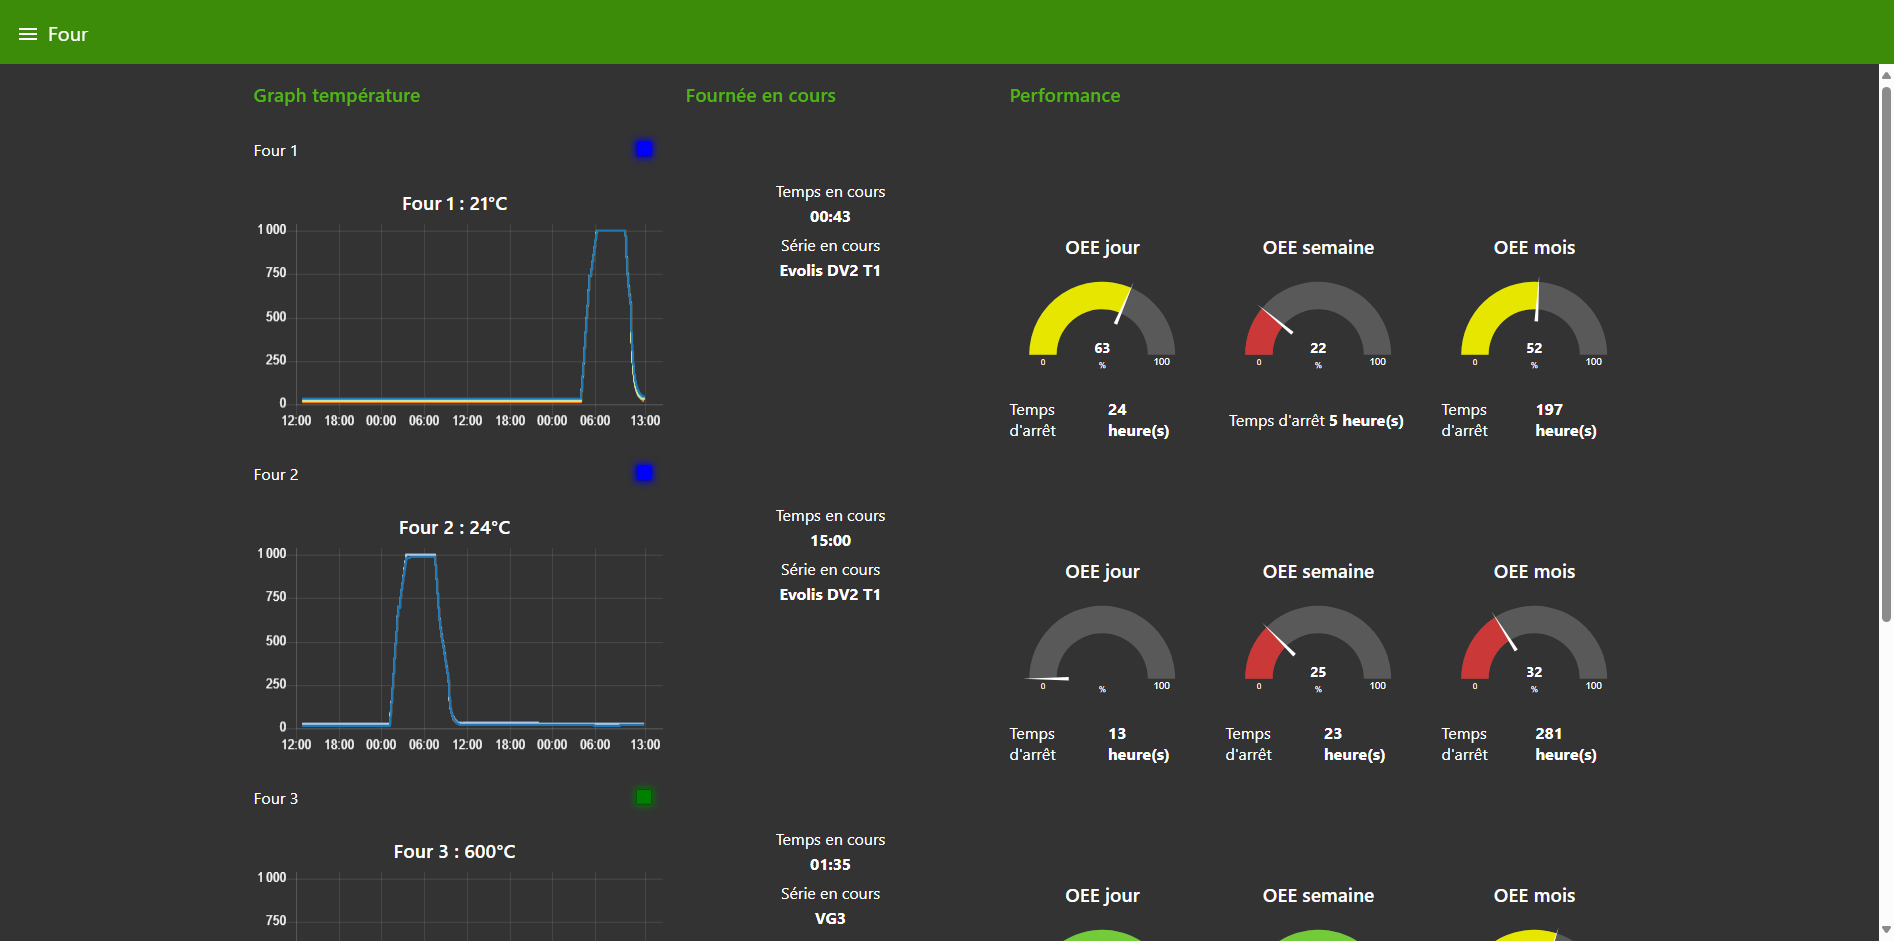 Four
Graph température
Fournée en cours
Performance
Four 1
Four 1 : 21°C
1 000
750
500
250
0
12:00 18:00 00:00 06:00 12:00 18:00 00:00 06:00 13:00
Temps en cours
00:43
Série en cours
Evolis DV2 T1
OEE jour
63
%
0
100
Temps d'arrêt
24 heure(s)
OEE semaine
22
%
0
100
Temps d'arrêt 5 heure(s)
OEE mois
52
%
0
100
Temps d'arrêt
197 heure(s)
Four 2
Four 2 : 24°C
1 000
750
500
250
0
12:00 18:00 00:00 06:00 12:00 18:00 00:00 06:00 13:00
Temps en cours
15:00
Série en cours
Evolis DV2 T1
OEE jour
%
0
100
Temps d'arrêt
13 heure(s)
OEE semaine
25
%
0
100
Temps d'arrêt
23 heure(s)
OEE mois
32
%
0
100
Temps d'arrêt
281 heure(s)
Four 3
Four 3 : 600°C
1 000
750
Temps en cours
01:35
Série en cours
VG3
OEE jour
OEE semaine
OEE mois